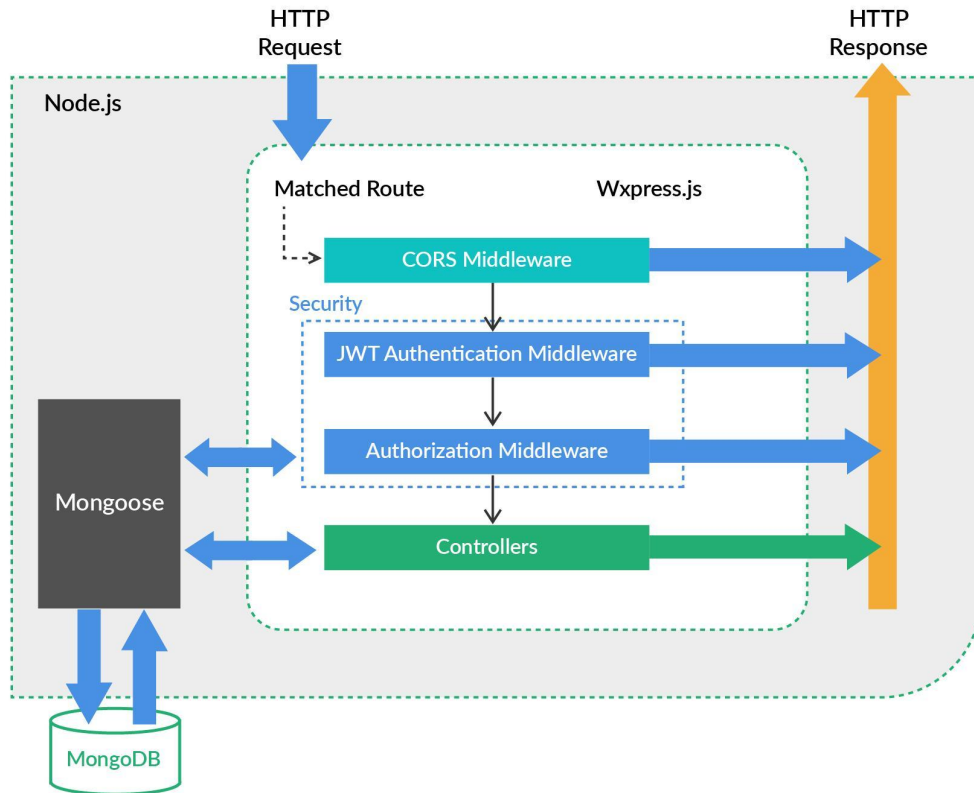 HTTP
Request
HTTP
Response
Node.js
Matched Route
Wxpress.js
CORS Middleware
Security
JWT Authentication Middleware
Authorization Middleware
Mongoose
Controllers
MongoDB